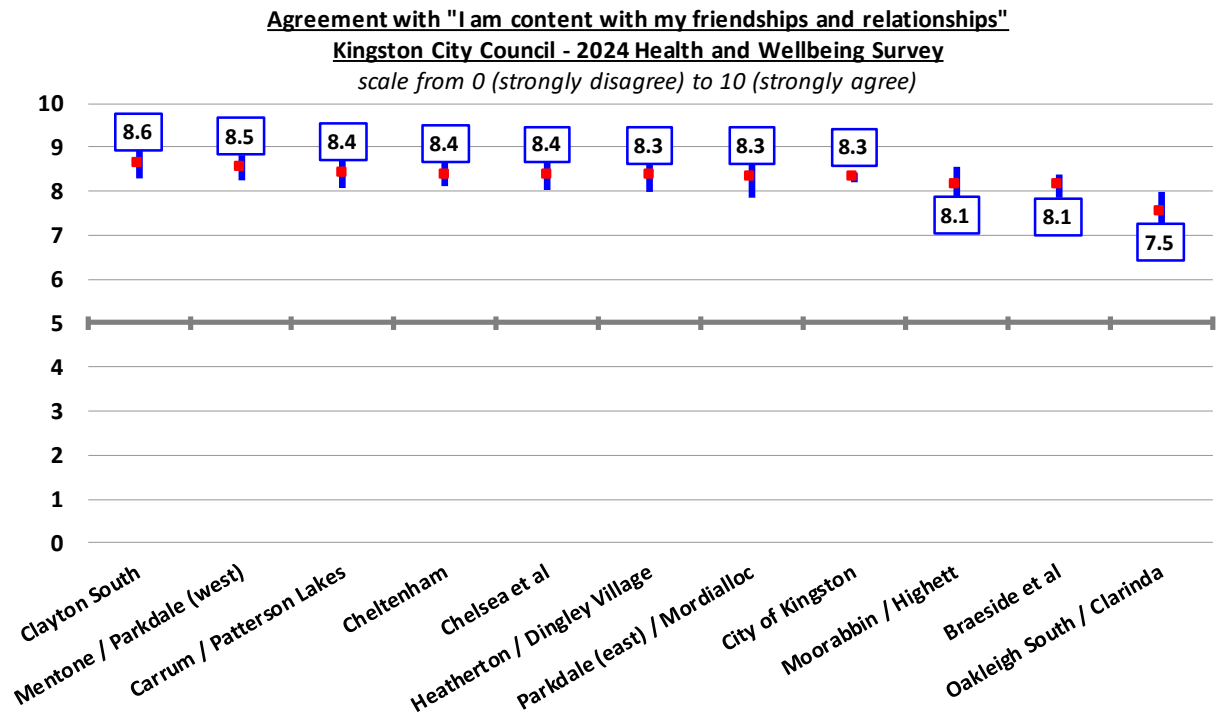 Agreement with "I am content with my friendships and relationships"
Kingston City Council - 2024 Health and Wellbeing Survey
scale from 0 (strongly disagree) to 10 (strongly agree)
10
9
8
7
6
5
4
3
2
1
0
8.6
8.5
8.4
8.4
8.4
8.3
8.3
8.3
8.1
8.1
7.5
Clayton South
Mentone / Parkdale (west)
Carrum / Patterson Lakes
Cheltenham
Chelsea et al
Heatherton / Dingley Village
Parkdale (east) / Mordialloc
City of Kingston
Moorabbin / Highett
Braeside et al
Oakleigh South / Clarinda